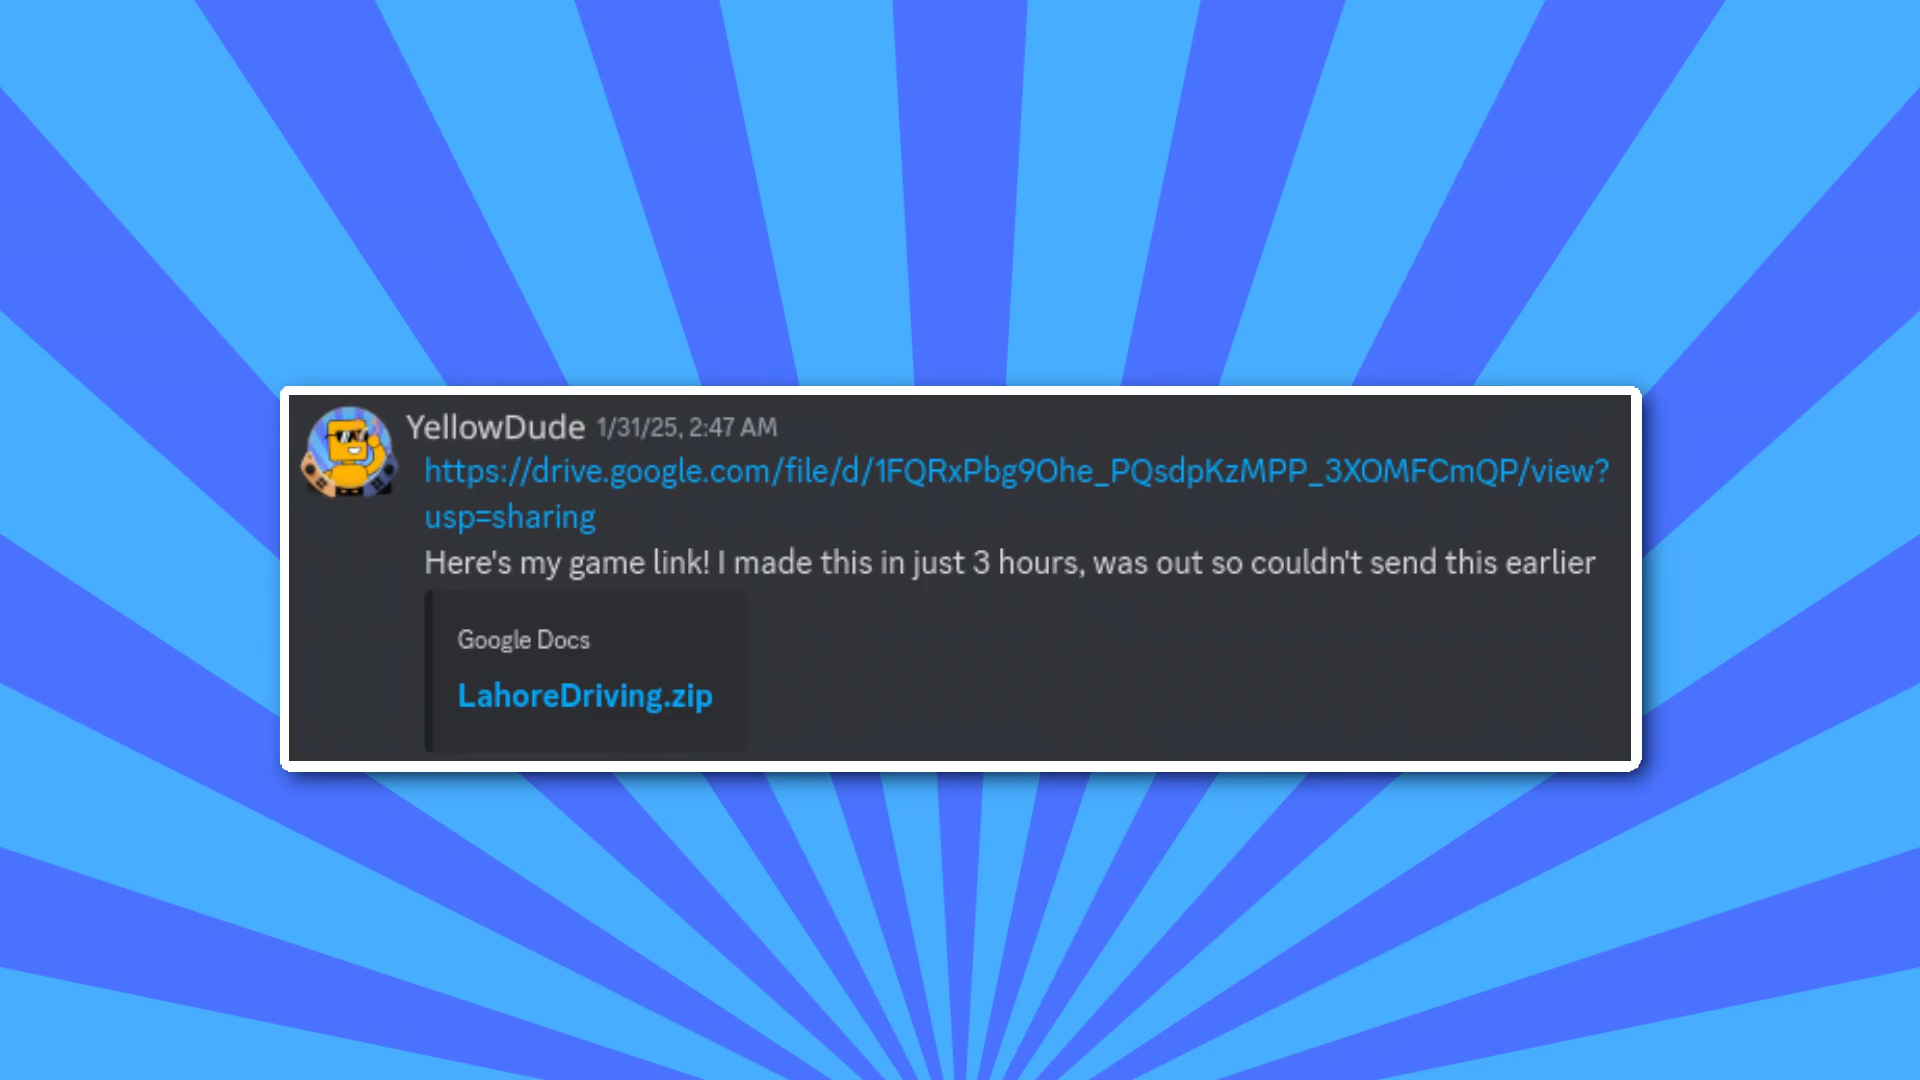 YellowDude 1/31/25, 2:47 AM
https://drive.google.com/file/d/1FQRxPbg9Ohe_PQsdpKzMPP_3XOMFCmQP/view?
usp=sharing
Here's my game link! I made this in just 3 hours, was out so couldn't send this earlier
Google Docs
LahoreDriving.zip